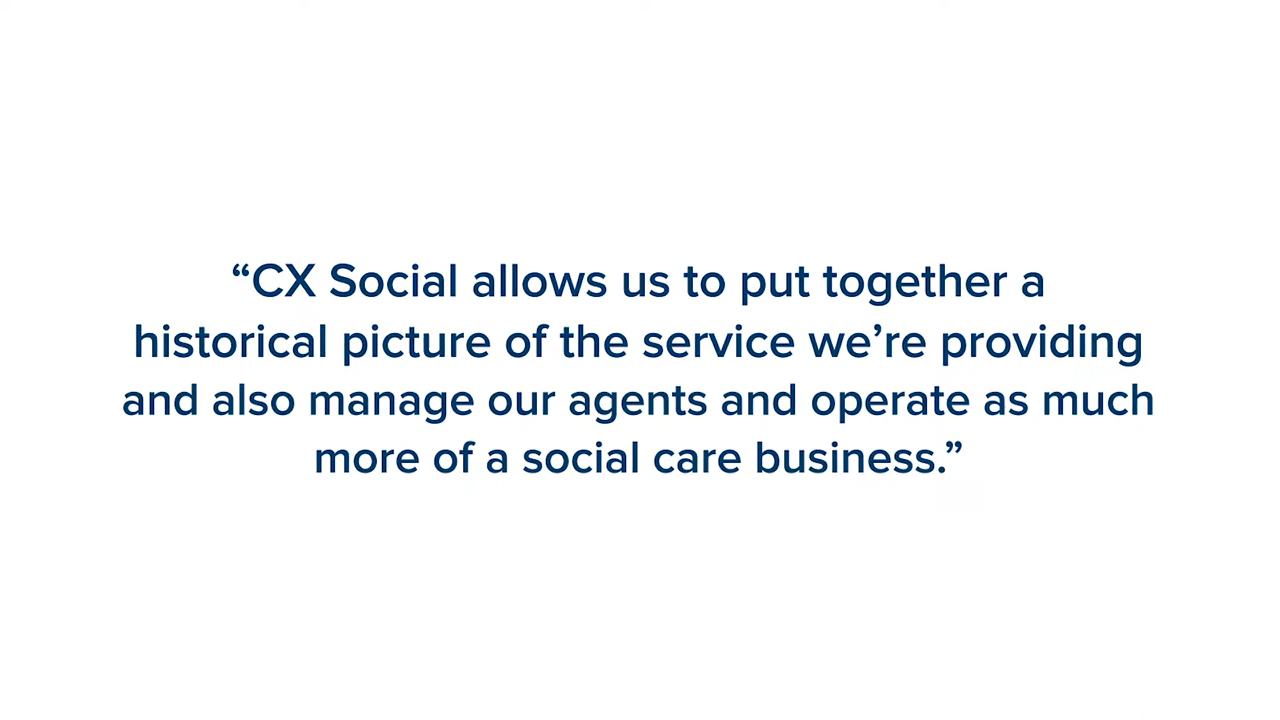 “CX Social allows us to put together a
historical picture of the service we’re providing
and also manage our agents and operate as much
more of a social care business.”